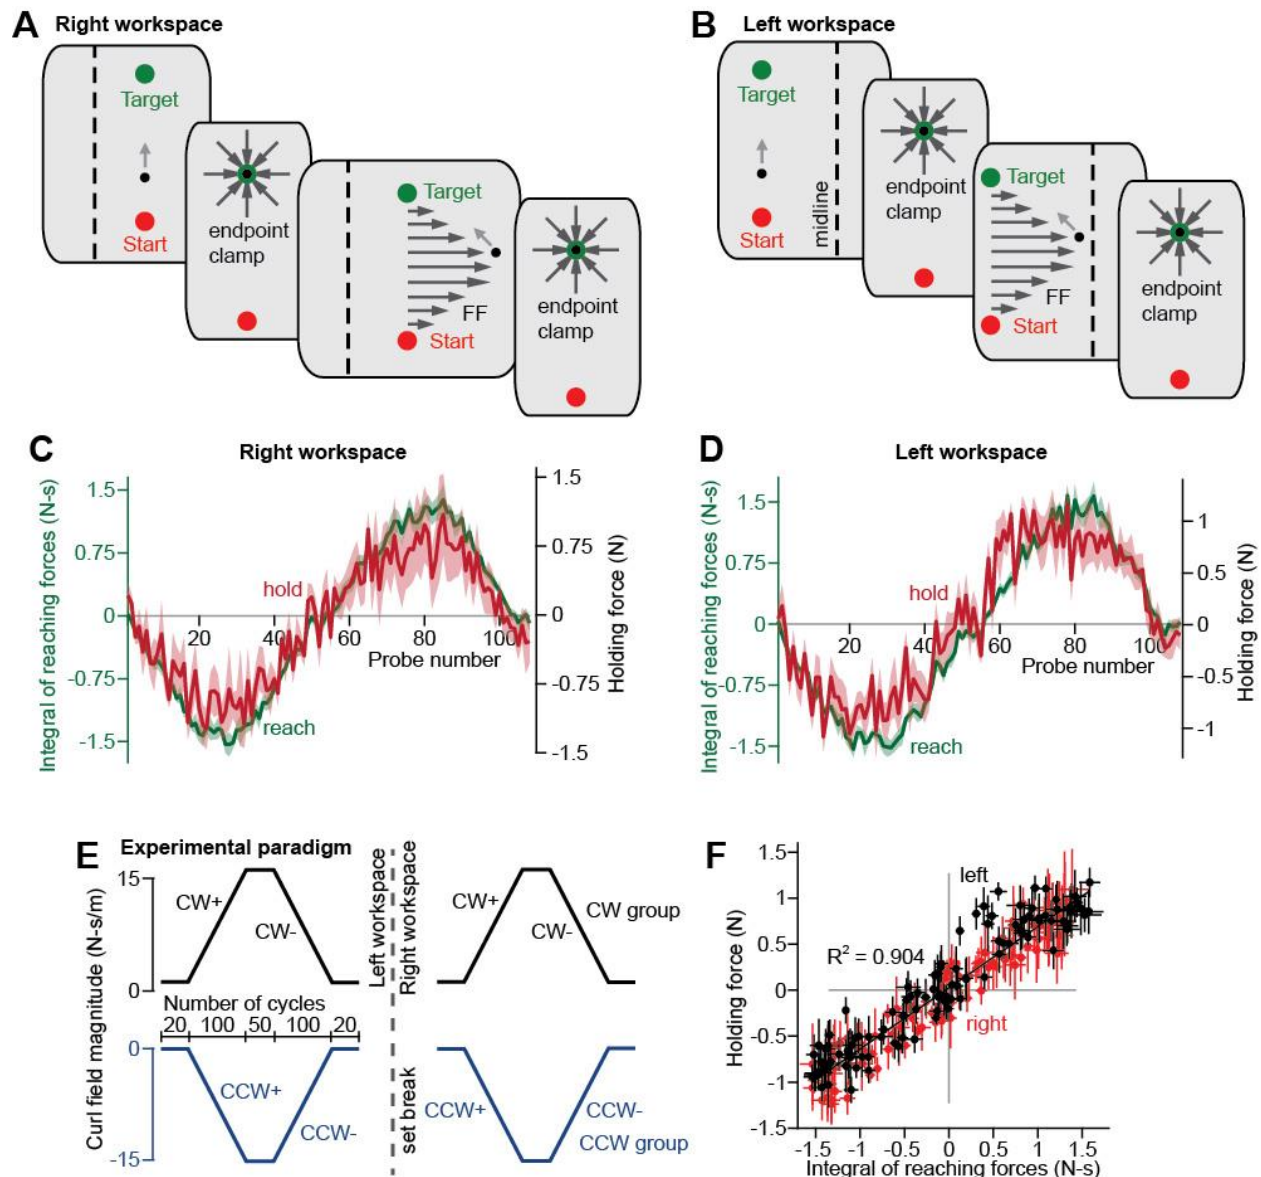 A Right workspace
Target
Start
endpoint
clamp
Target
FF
Start
endpoint
clamp
B Left workspace
Target
Start
midline
endpoint
clamp
Target
FF
Start
endpoint
clamp
C Right workspace
Integral of reaching forces (N-s)
1.5
0.75
0
-0.75
-1.5
hold
reach
20 40 60 80 100
Probe number
1.5
0.75
0
-0.75
-1.5
Holding force (N)
D Left workspace
Integral of reaching forces (N-s)
1.5
0.75
0
-0.75
-1.5
hold
reach
20 40 60 80 100
Probe number
1
0.5
0
-0.5
-1
Holding force (N)
E Experimental paradigm
Curl field magnitude (N-s/m)
15
0
CW+
CW-
Left workspace
Right workspace
CW+
CW-
CW group
Number of cycles
20 100 50 100 20
0
-15
CCW+
CCW-
set break
CCW+
CCW-
CCW group
F
Holding force (N)
1.5
1
0.5
0
-0.5
-1
-1.5
left
R² = 0.904
right
-1.5 -1 -0.5 0 0.5 1 1.5
Integral of reaching forces (N-s)